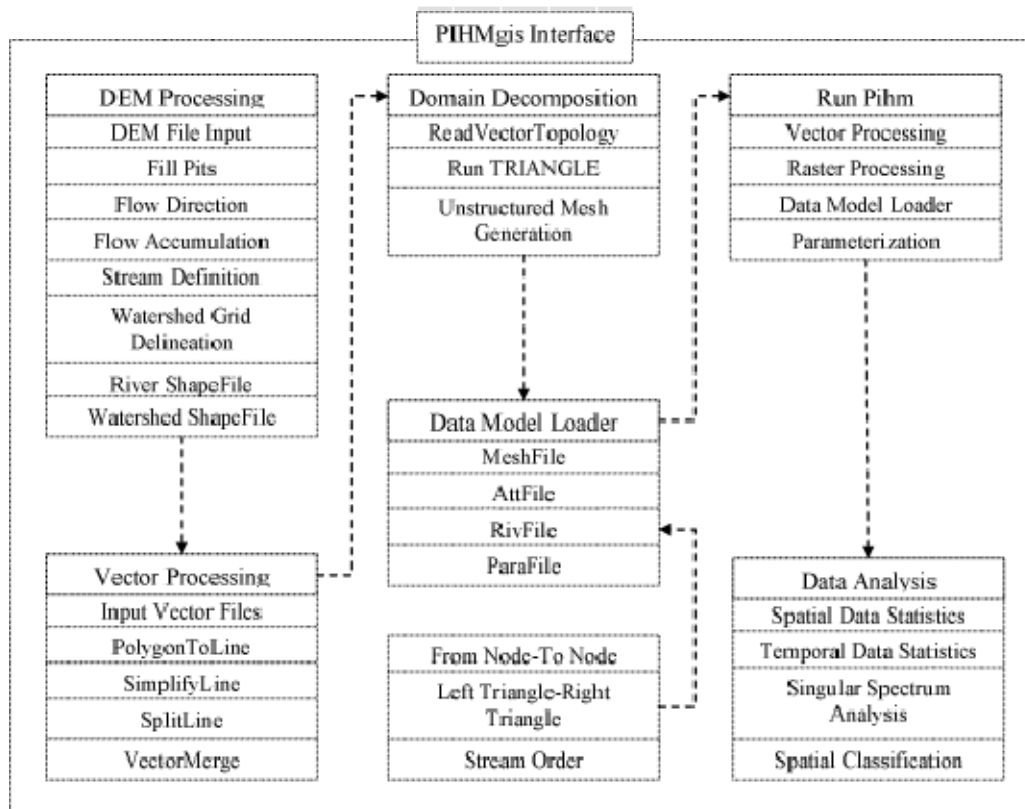 PIHMgis Interface
DEM Processing
DEM File Input
Fill Pits
Flow Direction
Flow Accumulation
Stream Definition
Watershed Grid
Delineation
River ShapeFile
Watershed ShapeFile
Vector Processing
Input Vector Files
PolygonToLine
SimplifyLine
SplitLine
VectorMerge
Domain Decomposition
ReadVectorTopology
Run TRIANGLE
Unstructured Mesh
Generation
Data Model Loader
MeshFile
AttFile
RivFile
ParaFile
From Node-To Node
Left Triangle-Right
Triangle
Stream Order
Run Pihm
Vector Processing
Raster Processing
Data Model Loader
Parameterization
Data Analysis
Spatial Data Statistics
Temporal Data Statistics
Singular Spectrum
Analysis
Spatial Classification